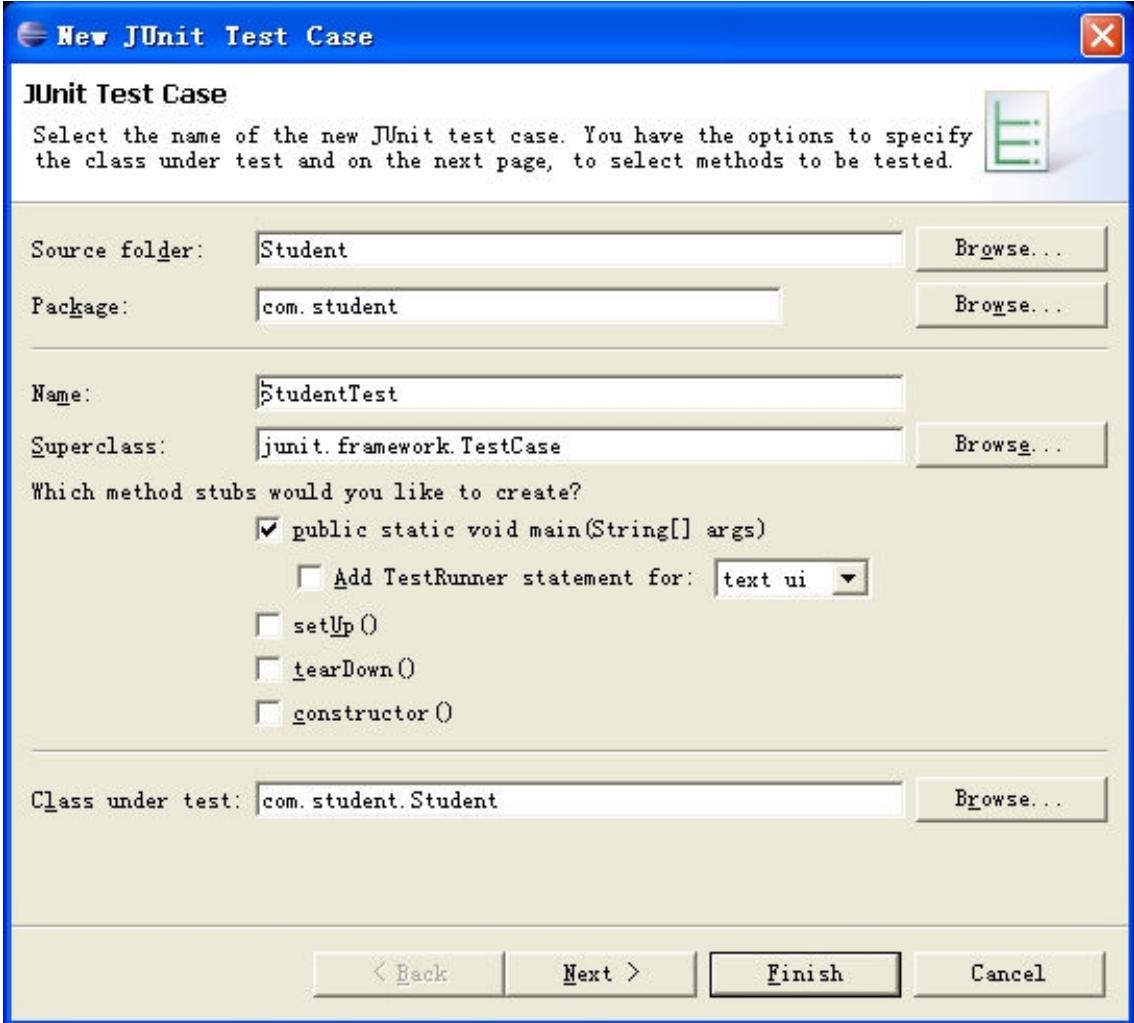 New JUnit Test Case
JUnit Test Case
Select the name of the new JUnit test case. You have the options to specify
the class under test and on the next page, to select methods to be tested.
Source folder: Student Browse...
Package: com.student Browse...
Name: StudentTest
Superclass: junit.framework.TestCase Browse...
Which method stubs would you like to create?
public static void main(String[] args)
Add TestRunner statement for: text ui
setUp()
tearDown()
constructor()
Class under test: com.student.Student Browse...
< Back Next > Finish Cancel